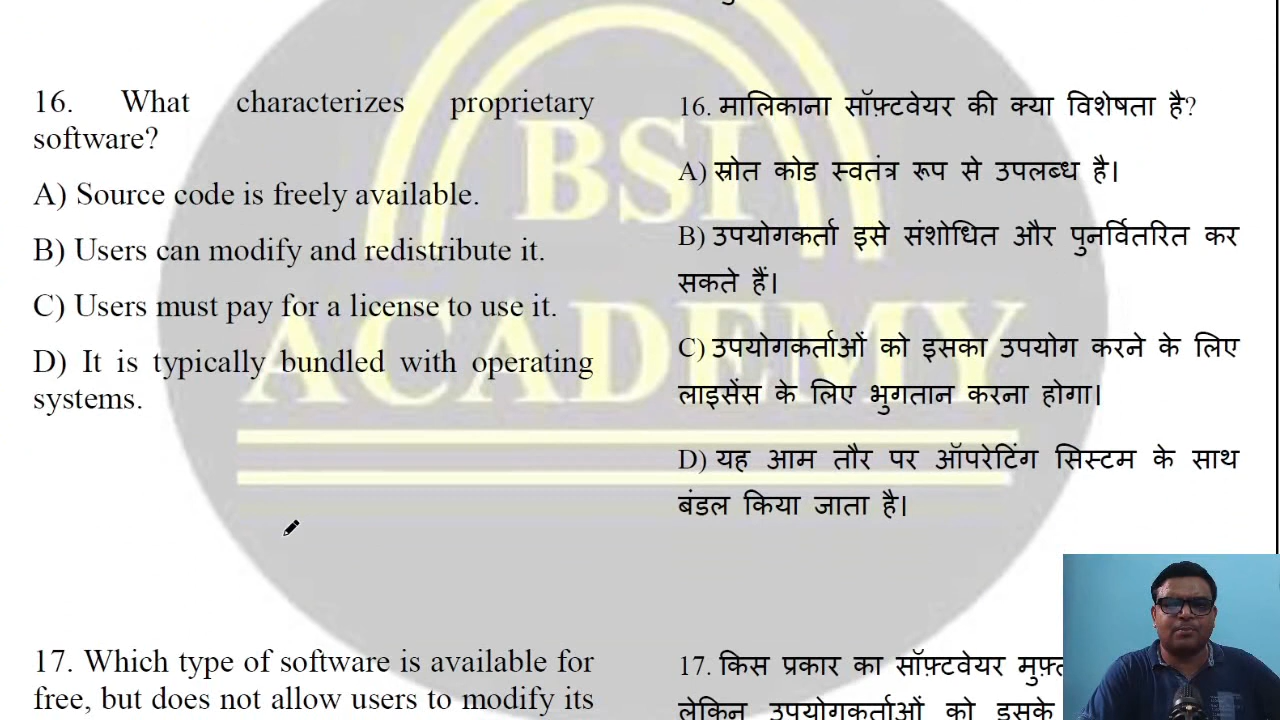 16. What characterizes proprietary
software?
A) Source code is freely available.
B) Users can modify and redistribute it.
C) Users must pay for a license to use it.
D) It is typically bundled with operating
systems.
17. Which type of software is available for
free, but does not allow users to modify its
16. मालिकाना सॉफ़्टवेयर की क्या विशेषता है?
A) स्रोत कोड स्वतंत्र रूप से उपलब्ध है।
B) उपयोगकर्ता इसे संशोधित और पुनर्वितरित कर
सकते हैं।
C) उपयोगकर्ताओं को इसका उपयोग करने के लिए
लाइसेंस के लिए भुगतान करना होगा।
D) यह आम तौर पर ऑपरेटिंग सिस्टम के साथ
बंडल किया जाता है।
17. किस प्रकार का सॉफ़्टवेयर
लेकिन उपयोगकर्ताओं को इसके
BSI
ACADEMY